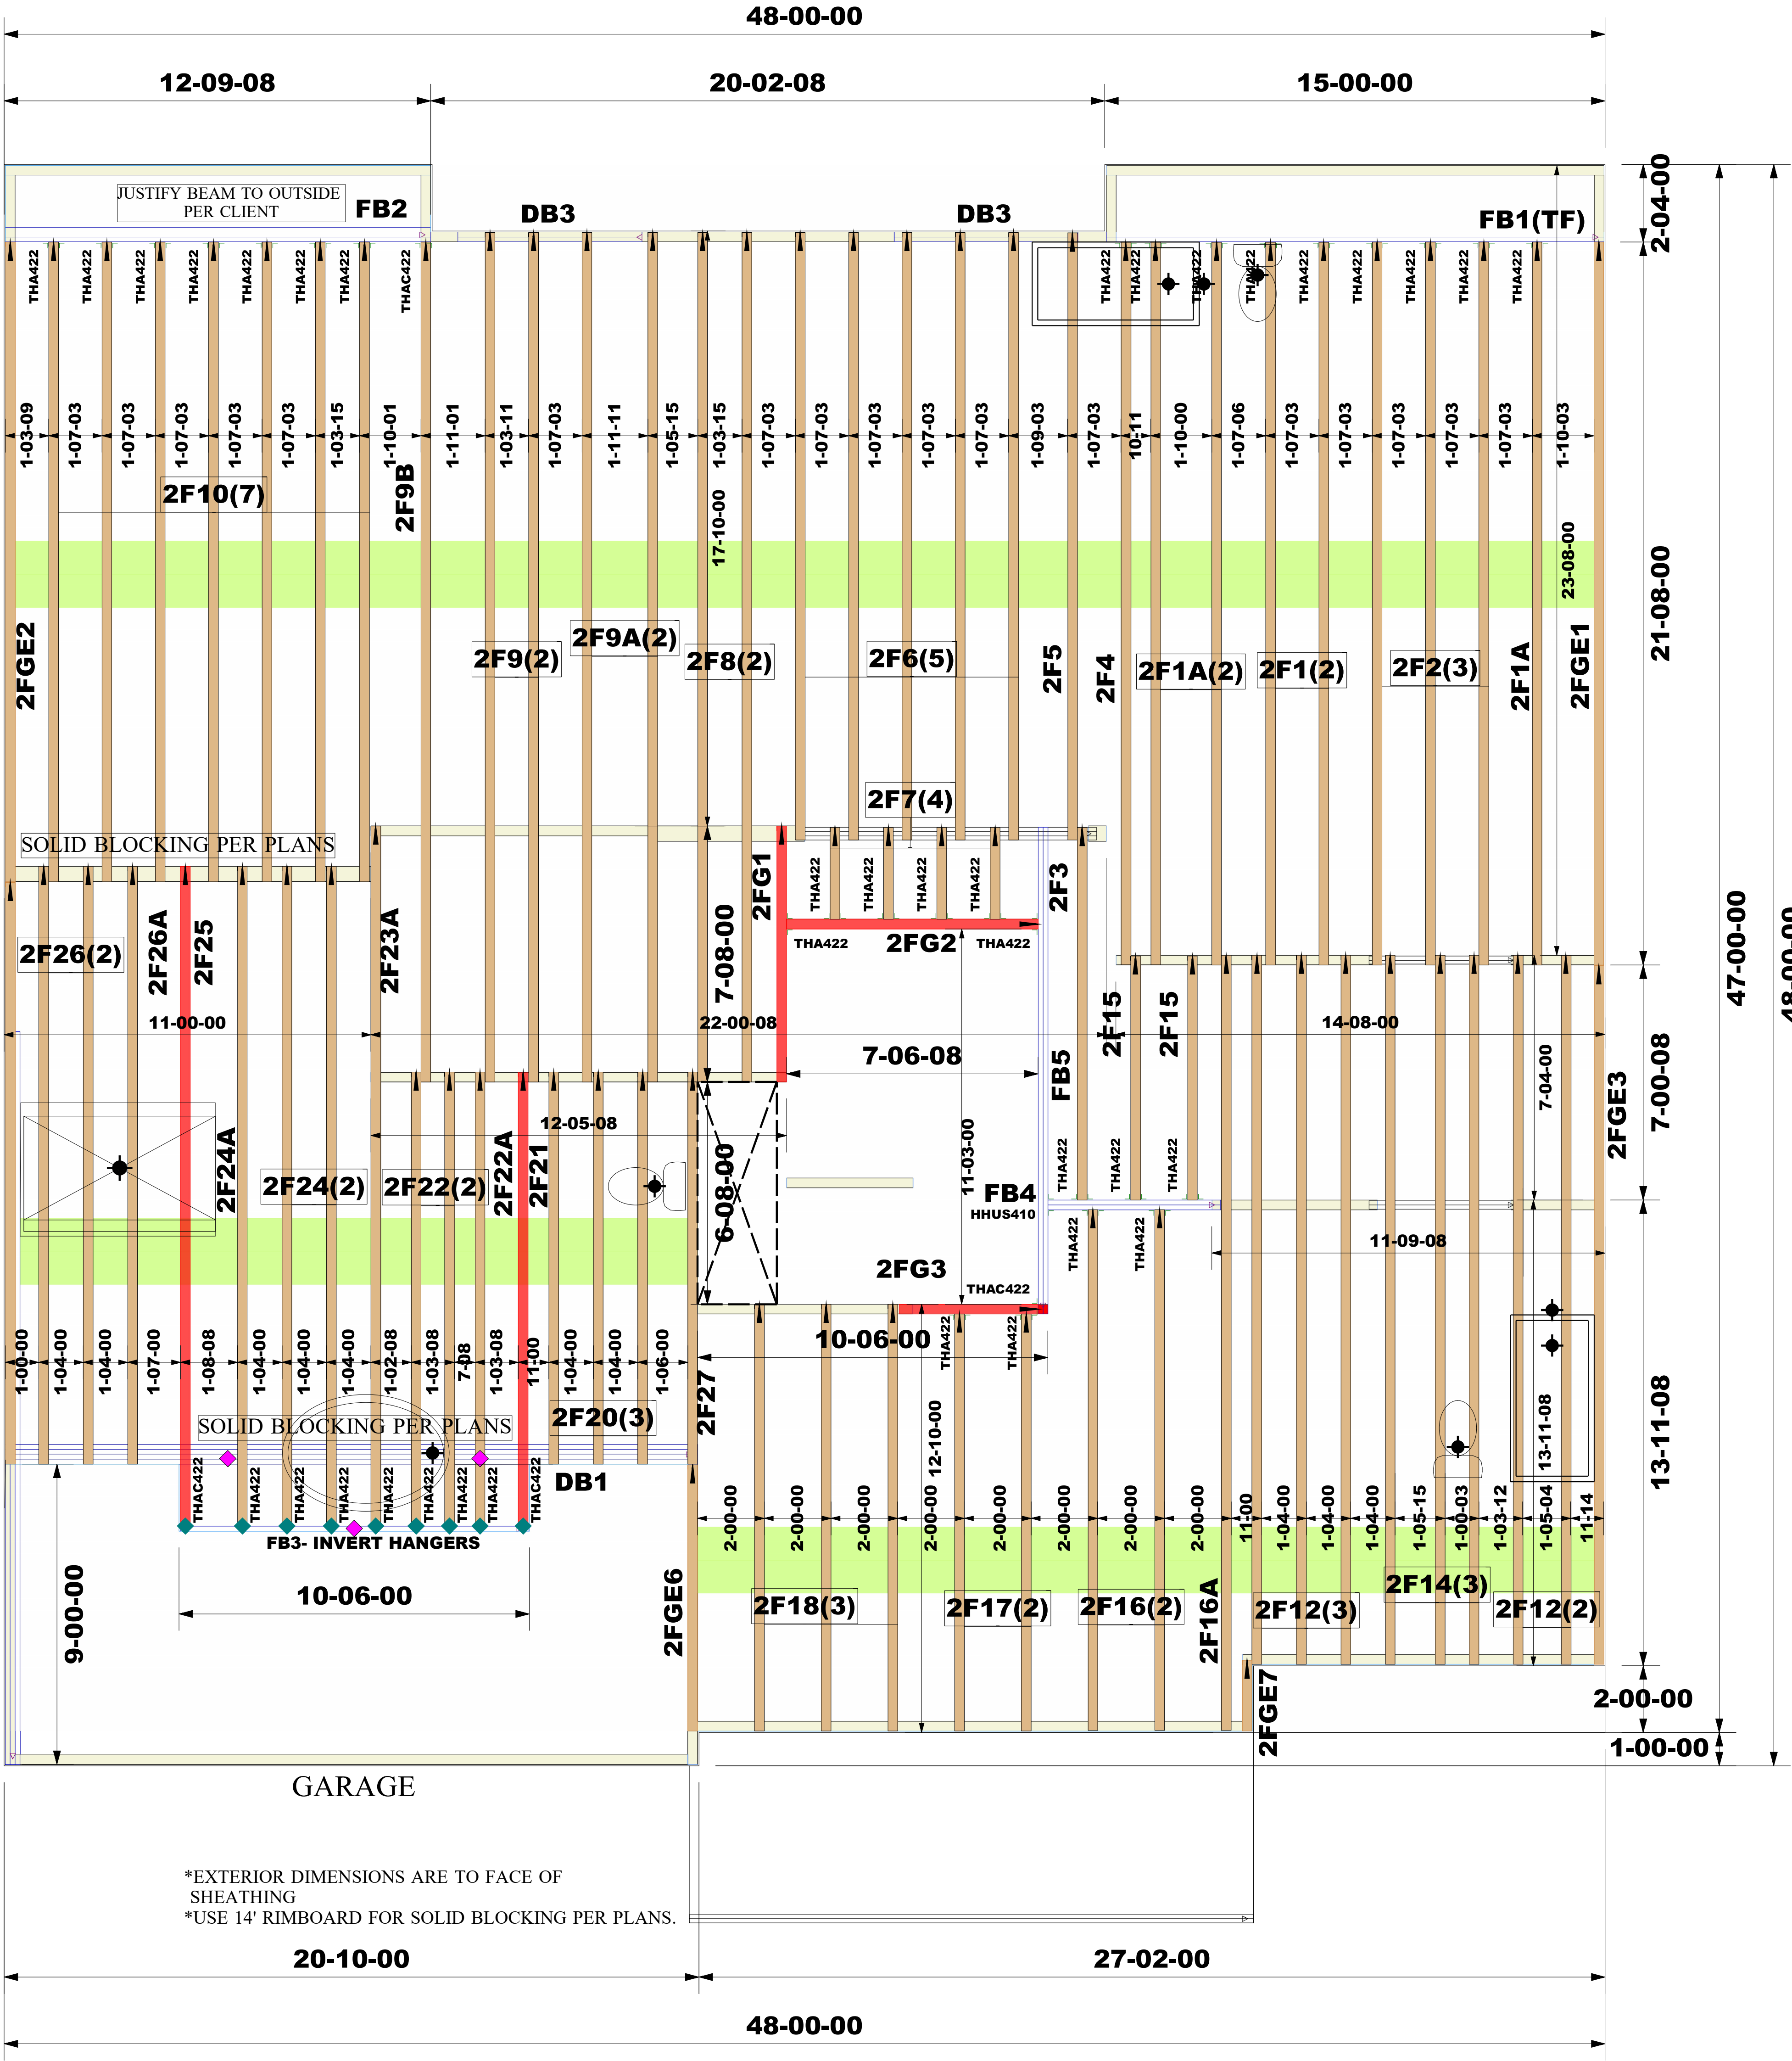 48-00-00
12-09-08
20-02-08
15-00-00
JUSTIFY BEAM TO OUTSIDE
PER CLIENT
FB2
DB3
DB3
FB1(TF)
2-04-00
THA422
THA422
THA422
THA422
THA422
THA422
THA422
THAC422
THA422
THA422
THA422
THA422
THA422
THA422
THA422
THA422
THA422
1-03-09
1-07-03
1-07-03
1-07-03
1-07-03
1-07-03
1-03-15
1-10-01
1-11-01
1-03-11
1-07-03
1-11-11
1-05-15
1-03-15
1-07-03
1-07-03
1-07-03
1-07-03
1-07-03
1-09-03
1-07-03
10-11
1-10-00
1-07-06
1-07-03
1-07-03
1-07-03
1-07-03
1-07-03
1-10-03
2F10(7)
2F9B
17-10-00
23-08-00
21-08-00
2FGE2
2F9(2)
2F9A(2)
2F8(2)
2F6(5)
2F5
2F4
2F1A(2)
2F1(2)
2F2(3)
2F1A
2FGE1
2F7(4)
SOLID BLOCKING PER PLANS
2FG1
THA422
THA422
THA422
THA422
2F3
2F26(2)
2F26A
2F25
2F23A
7-08-00
THA422
2FG2
THA422
47-00-00
48-00-00
11-00-00
22-00-08
14-08-00
2F15
2F15
7-06-08
FB5
7-04-00
2FGE3
7-00-08
12-05-08
2F24A
2F24(2)
2F22(2)
2F22A
2F21
6-08-00
11-03-00
FB4
HHUS410
THA422
THA422
THA422
THA422
THA422
11-09-08
2FG3
THAC422
10-06-00
THA422
THA422
1-00-00
1-04-00
1-04-00
1-07-00
1-08-08
1-04-00
1-04-00
1-04-00
1-02-08
1-03-08
7-08
1-03-08
11-00
1-04-00
1-04-00
1-06-00
2F27
SOLID BLOCKING PER PLANS
2F20(3)
12-10-00
13-11-08
13-11-08
DB1
THAC422
THA422
THA422
THA422
THA422
THA422
THA422
THA422
THAC422
FB3- INVERT HANGERS
2-00-00
2-00-00
2-00-00
2-00-00
2-00-00
2-00-00
2-00-00
2-00-00
11-00
1-04-00
1-04-00
1-04-00
1-05-15
1-00-03
1-03-12
1-05-04
11-14
10-06-00
9-00-00
2FGE6
2F18(3)
2F17(2)
2F16(2)
2F16A
2F12(3)
2F14(3)
2F12(2)
2FGE7
2-00-00
1-00-00
GARAGE
*EXTERIOR DIMENSIONS ARE TO FACE OF
SHEATHING
*USE 14' RIMBOARD FOR SOLID BLOCKING PER PLANS.
20-10-00
27-02-00
48-00-00